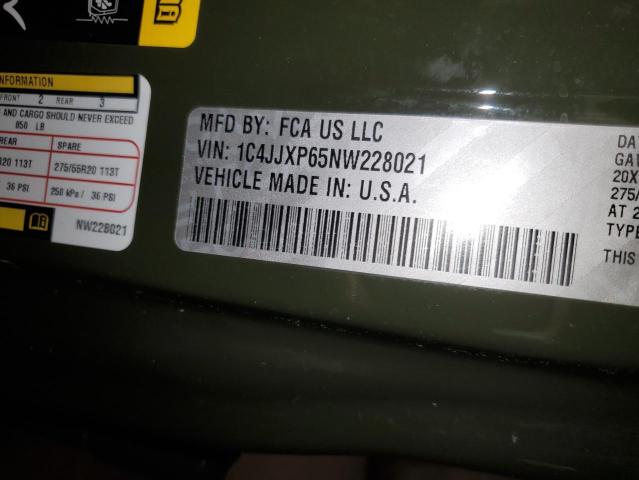 INFORMATION
FRONT 2 REAR 3
AND CARGO SHOULD NEVER EXCEED
850 LB
REAR SPARE
R20 113T 275/55R20 113T
/ 36 PSI 250 kPa / 36 PSI
NW228021
MFD BY: FCA US LLC
VIN: 1C4JJXP65NW228021
VEHICLE MADE IN: U.S.A.
DA
20X
275/
AT 2
TYPE
THIS